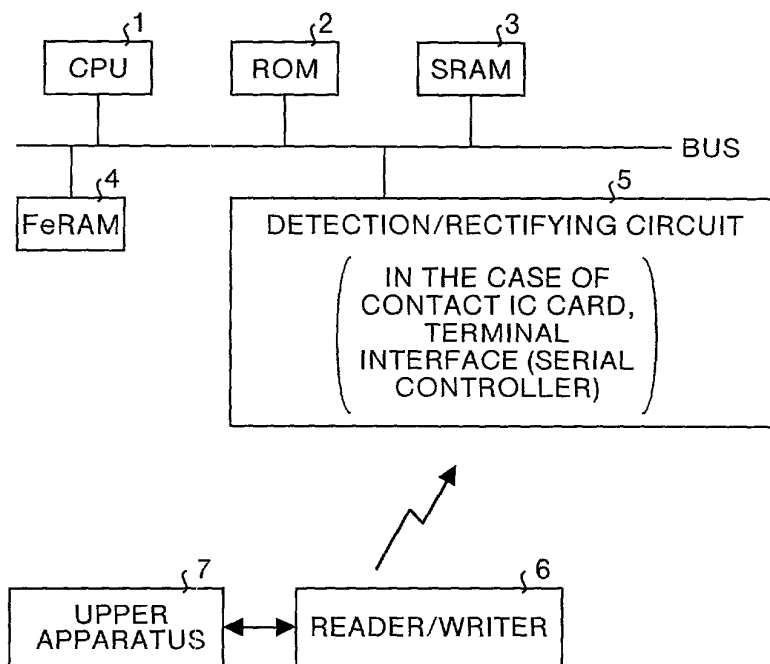 1
CPU
2
ROM
3
SRAM
BUS
4
FeRAM
5
DETECTION/RECTIFYING CIRCUIT
IN THE CASE OF
CONTACT IC CARD,
TERMINAL
INTERFACE (SERIAL
CONTROLLER)
7
UPPER
APPARATUS
6
READER/WRITER